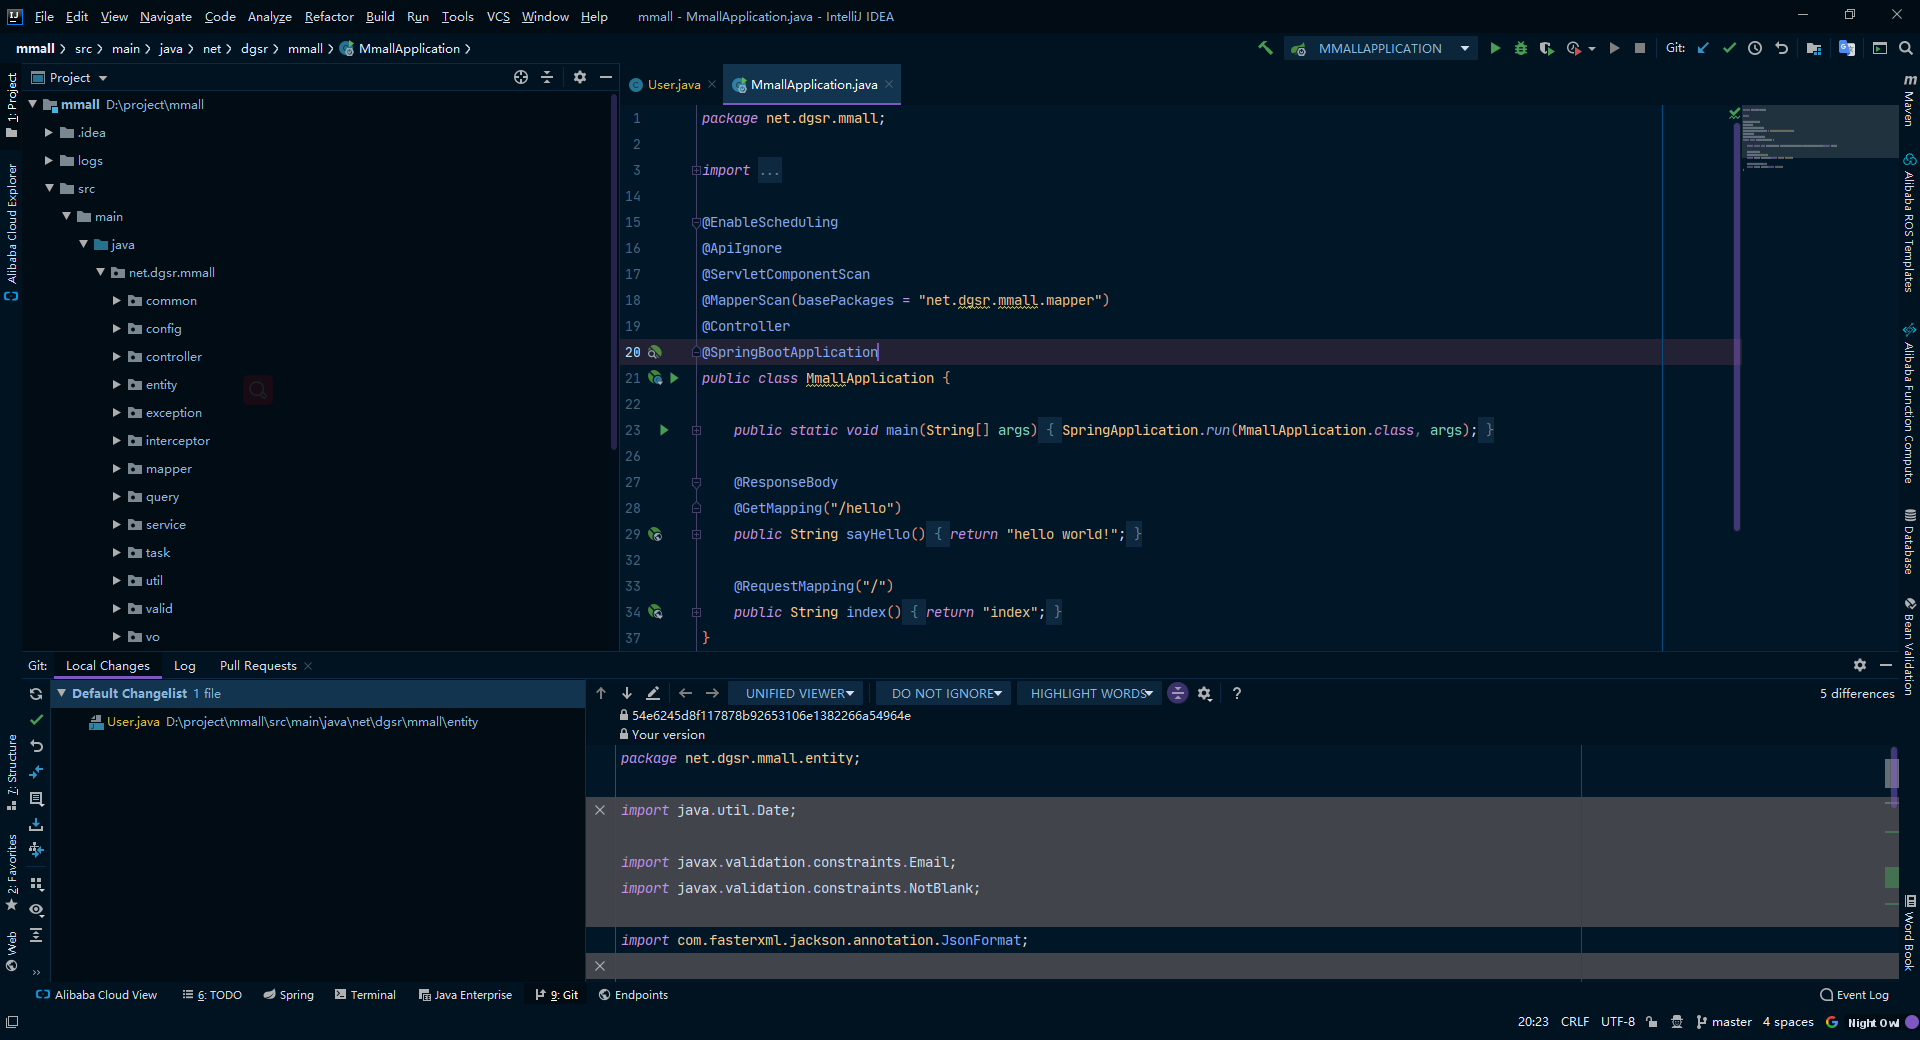 File Edit View Navigate Code Analyze Refactor Build Run Tools VCS Window Help mmall - MmallApplication.java - IntelliJ IDEA
mmall src main java net dgsr mmall MmallApplication
MMALLAPPLICATION
Git:
Project
User.java
MmallApplication.java
1: Project
Alibaba Cloud Explorer
7: Structure
2: Favorites
Web
mmall D:\project\mmall
.idea
logs
src
main
java
net.dgsr.mmall
common
config
controller
entity
exception
interceptor
mapper
query
service
task
util
valid
vo
1 package net.dgsr.mmall;
2
3 import ...
14
15 @EnableScheduling
16 @ApiIgnore
17 @ServletComponentScan
18 @MapperScan(basePackages = "net.dgsr.mmall.mapper")
19 @Controller
20 @SpringBootApplication
21 public class MmallApplication {
22
23 public static void main(String[] args) { SpringApplication.run(MmallApplication.class, args); }
26
27 @ResponseBody
28 @GetMapping("/hello")
29 public String sayHello() { return "hello world!"; }
32
33 @RequestMapping("/")
34 public String index() { return "index"; }
37 }
Maven
Alibaba ROS Templates
Alibaba Function Compute
Database
Bean Validation
Word Book
Git: Local Changes Log Pull Requests
Default Changelist 1 file
User.java D:\project\mmall\src\main\java\net\dgsr\mmall\entity
UNIFIED VIEWER DO NOT IGNORE HIGHLIGHT WORDS ? 5 differences
54e6245d8f117878b92653106e1382266a54964e
Your version
package net.dgsr.mmall.entity;
import java.util.Date;
import javax.validation.constraints.Email;
import javax.validation.constraints.NotBlank;
import com.fasterxml.jackson.annotation.JsonFormat;
Alibaba Cloud View 6: TODO Spring Terminal Java Enterprise 9: Git Endpoints Event Log
20:23 CRLF UTF-8 master 4 spaces Night Owl